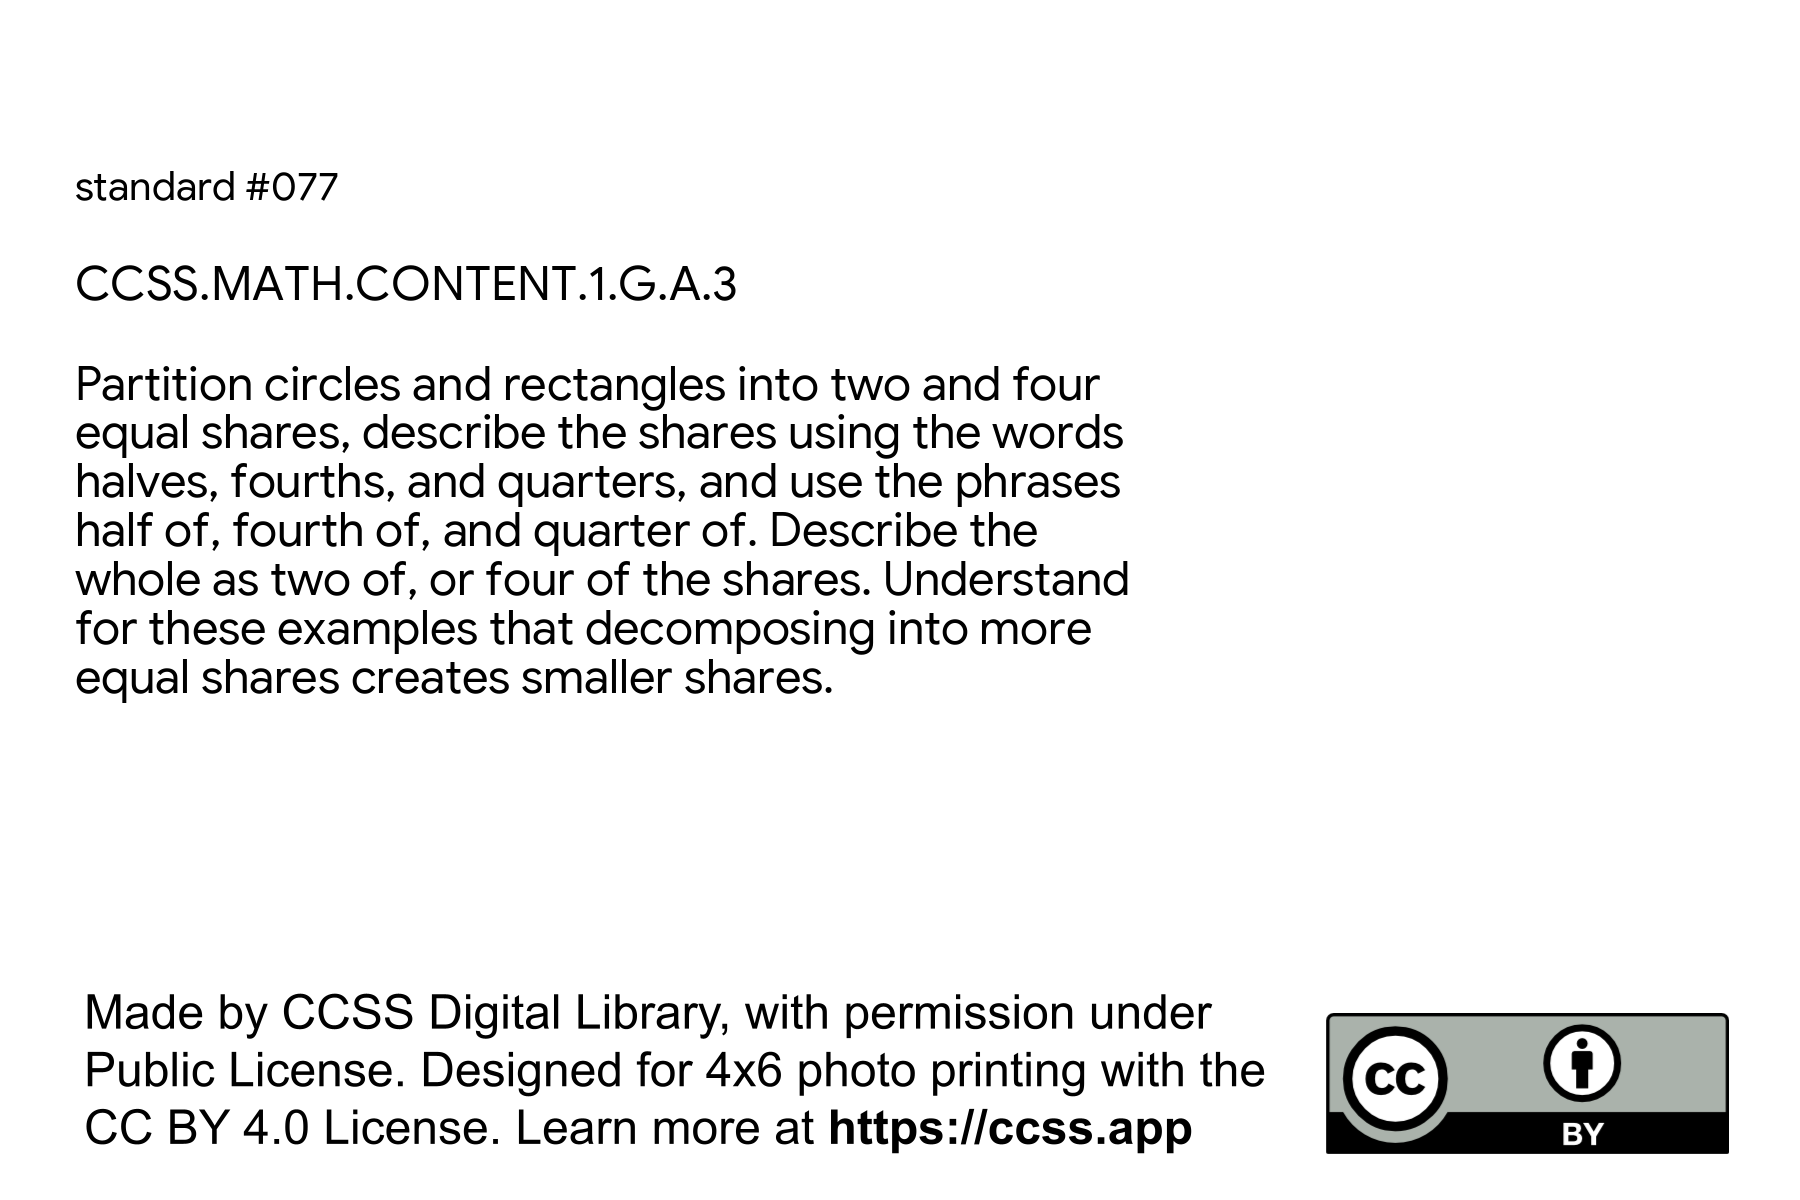 standard #077
CCSS.MATH.CONTENT.1.G.A.3
Partition circles and rectangles into two and four
equal shares, describe the shares using the words
halves, fourths, and quarters, and use the phrases
half of, fourth of, and quarter of. Describe the
whole as two of, or four of the shares. Understand
for these examples that decomposing into more
equal shares creates smaller shares.
Made by CCSS Digital Library, with permission under
Public License. Designed for 4x6 photo printing with the
CC BY 4.0 License. Learn more at https://ccss.app
CC
BY